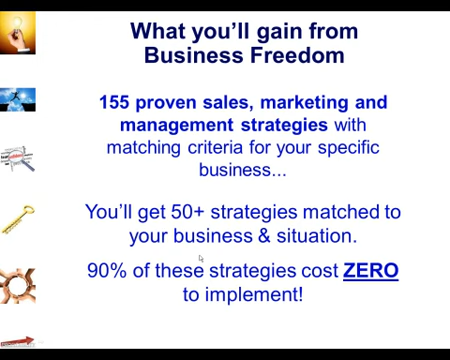 What you'll gain from
Business Freedom
155 proven sales, marketing and
management strategies with
matching criteria for your specific
business...
You'll get 50+ strategies matched to
your business & situation.
90% of these strategies cost ZERO
to implement!